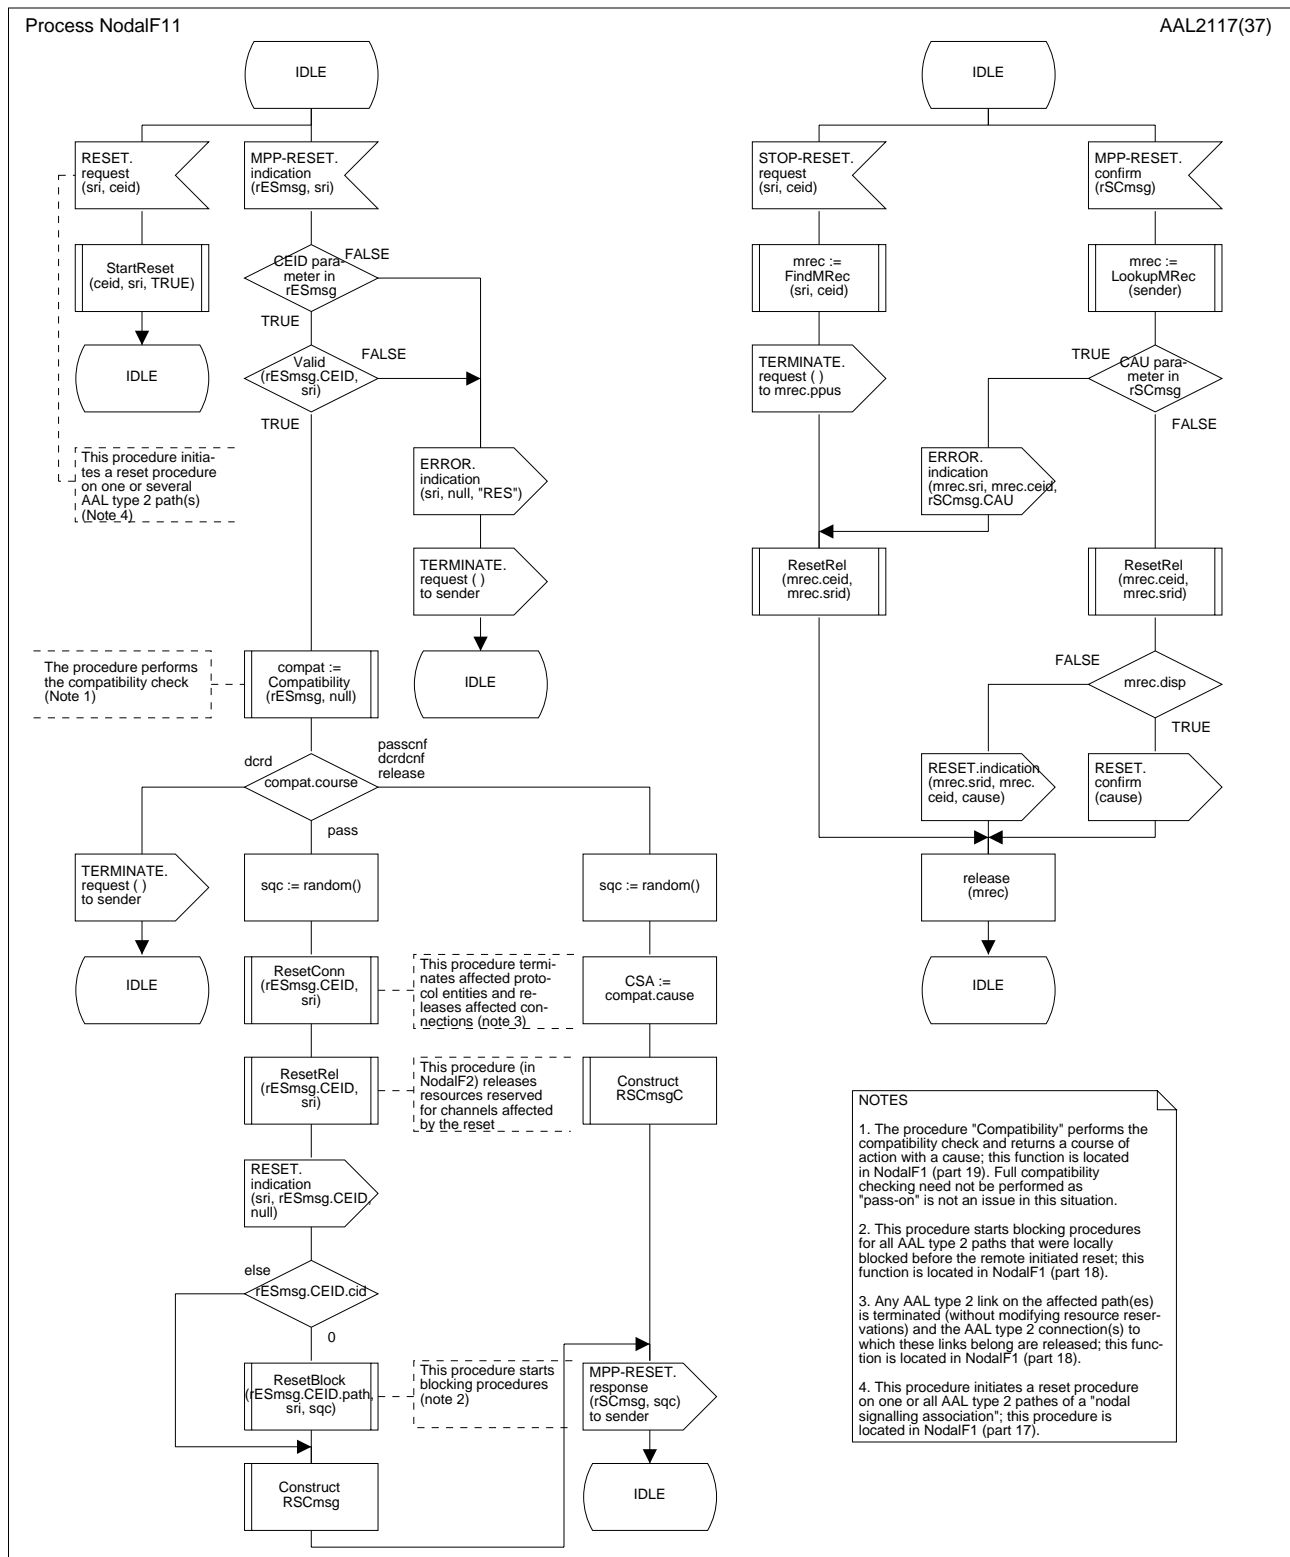 Process NodalF11
AAL2117(37)
IDLE
RESET.
request
(sri, ceid)
MPP-RESET.
indication
(rESmsg, sri)
StartReset
(ceid, sri, TRUE)
CEID para-
meter in
rESmsg
FALSE
TRUE
IDLE
Valid
(rESmsg.CEID,
sri)
FALSE
TRUE
This procedure initia-
tes a reset procedure
on one or several
AAL type 2 path(s)
(Note 4)
ERROR.
indication
(sri, null, "RES")
TERMINATE.
request ( )
to sender
IDLE
The procedure performs
the compatibility check
(Note 1)
compat :=
Compatibility
(rESmsg, null)
dcrd
compat.course
passcnf
dcrdcnf
release
pass
TERMINATE.
request ( )
to sender
IDLE
sqc := random()
sqc := random()
ResetConn
(rESmsg.CEID,
sri)
This procedure termi-
nates affected proto-
col entities and re-
leases affected con-
nections (note 3)
CSA :=
compat.cause
ResetRel
(rESmsg.CEID,
sri)
This procedure (in
NodalF2) releases
resources reserved
for channels affected
by the reset
Construct
RSCmsgC
RESET.
indication
(sri, rESmsg.CEID,
null)
else
rESmsg.CEID.cid
0
ResetBlock
(rESmsg.CEID.path,
sri, sqc)
This procedure starts
blocking procedures
(note 2)
MPP-RESET.
response
(rSCmsg, sqc)
to sender
Construct
RSCmsg
IDLE
IDLE
STOP-RESET.
request
(sri, ceid)
MPP-RESET.
confirm
(rSCmsg)
mrec :=
FindMRec
(sri, ceid)
mrec :=
LookupMRec
(sender)
TERMINATE.
request ( )
to mrec.ppus
TRUE
CAU para-
meter in
rSCmsg
FALSE
ERROR.
indication
(mrec.sri, mrec.ceid,
rSCmsg.CAU
ResetRel
(mrec.ceid,
mrec.srid)
ResetRel
(mrec.ceid,
mrec.srid)
FALSE
mrec.disp
TRUE
RESET.indication
(mrec.srid, mrec.
ceid, cause)
RESET.
confirm
(cause)
release
(mrec)
IDLE
NOTES
1. The procedure "Compatibility" performs the
compatibility check and returns a course of
action with a cause; this function is located
in NodalF1 (part 19). Full compatibility
checking need not be performed as
"pass-on" is not an issue in this situation.
2. This procedure starts blocking procedures
for all AAL type 2 paths that were locally
blocked before the remote initiated reset; this
function is located in NodalF1 (part 18).
3. Any AAL type 2 link on the affected path(es)
is terminated (without modifying resource reser-
vations) and the AAL type 2 connection(s) to
which these links belong are released; this func-
tion is located in NodalF1 (part 18).
4. This procedure initiates a reset procedure
on one or all AAL type 2 pathes of a "nodal
signalling association"; this procedure is
located in NodalF1 (part 17).